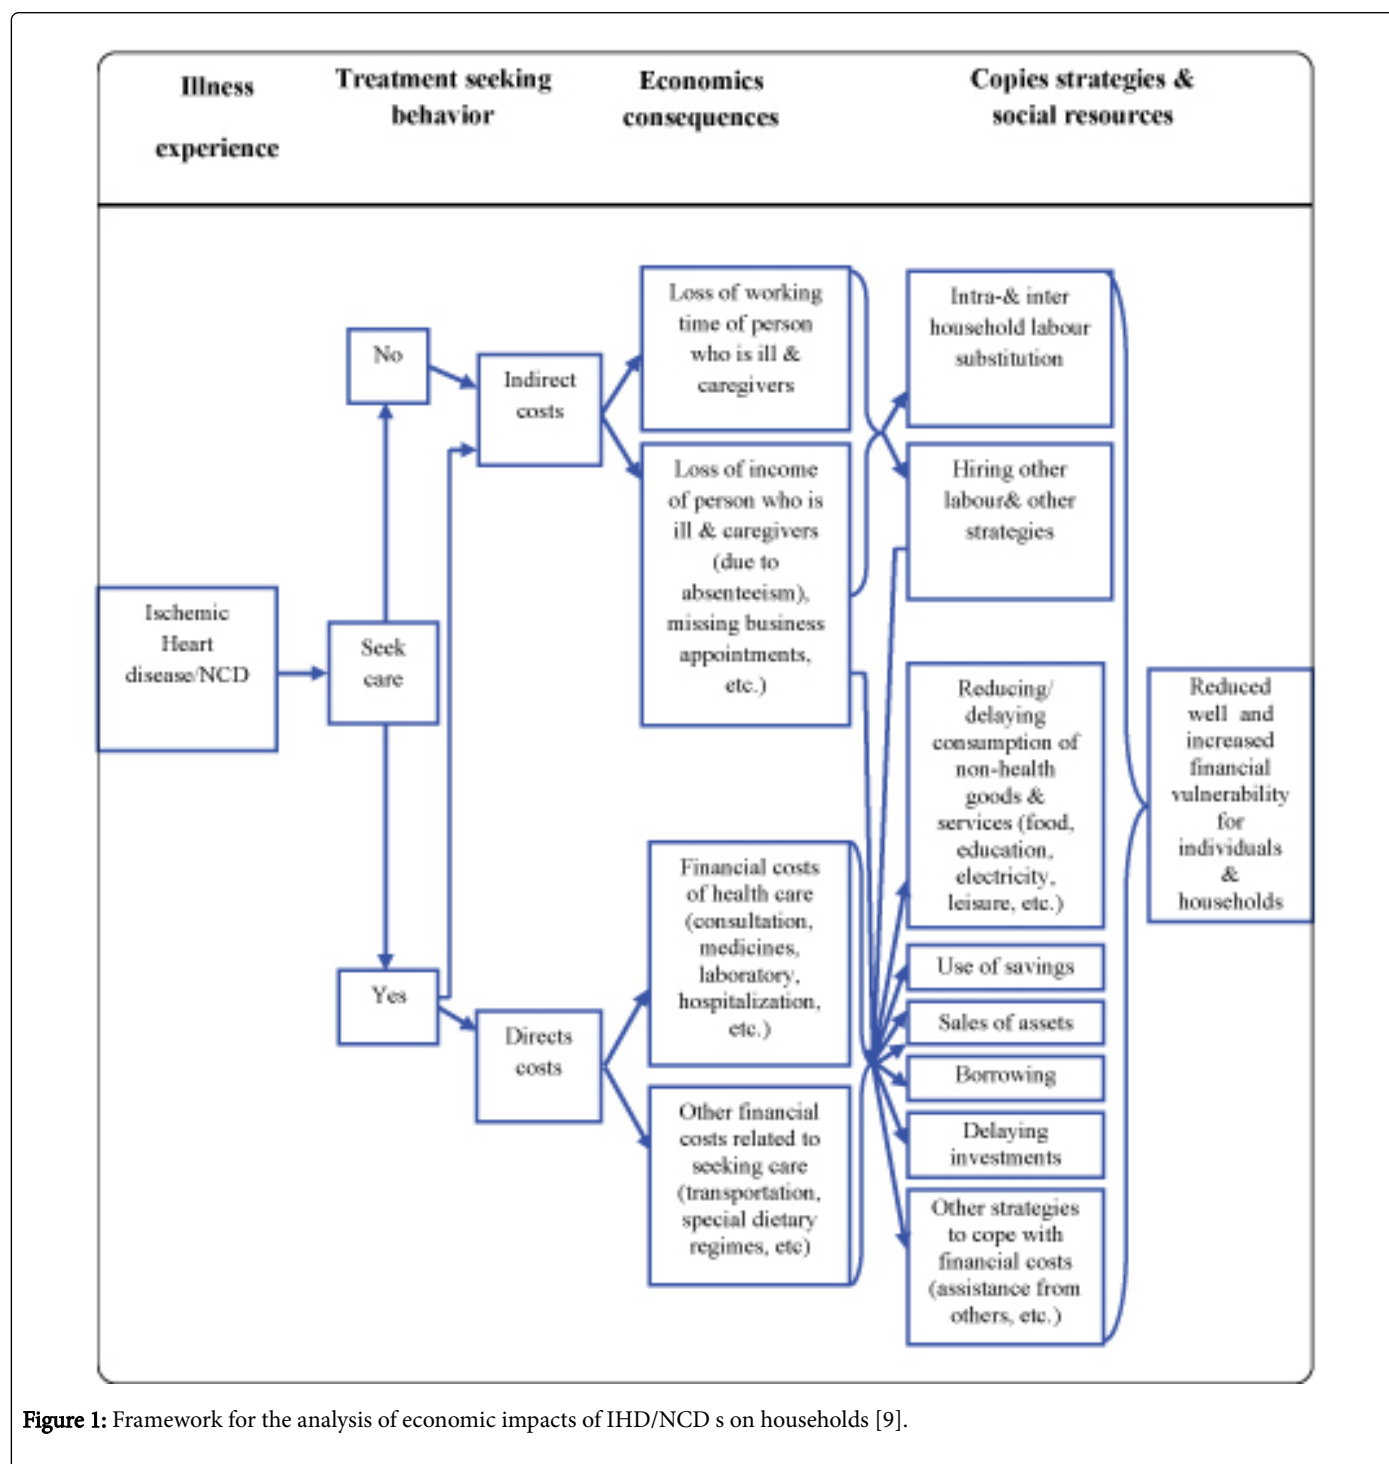 Illness
experience
Treatment seeking
behavior
Economics
consequences
Copies strategies &
social resources
Ischemic
Heart
disease/NCD
Seek
care
No
Yes
Indirect
costs
Directs
costs
Loss of working
time of person
who is ill &
caregivers
Loss of income
of person who is
ill & caregivers
(due to
absenteeism),
missing business
appointments,
etc.)
Financial costs
of health care
(consultation,
medicines,
laboratory,
hospitalization,
etc.)
Other financial
costs related to
seeking care
(transportation,
special dietary
regimes, etc)
Intra-& inter
household labour
substitution
Hiring other
labour& other
strategies
Reducing/
delaying
consumption of
non-health
goods &
services (food,
education,
electricity,
leisure, etc.)
Use of savings
Sales of assets
Borrowing
Delaying
investments
Other strategies
to cope with
financial costs
(assistance from
others, etc.)
Reduced
well and
increased
financial
vulnerability
for
individuals
&
households
Figure 1: Framework for the analysis of economic impacts of IHD/NCD s on households [9].